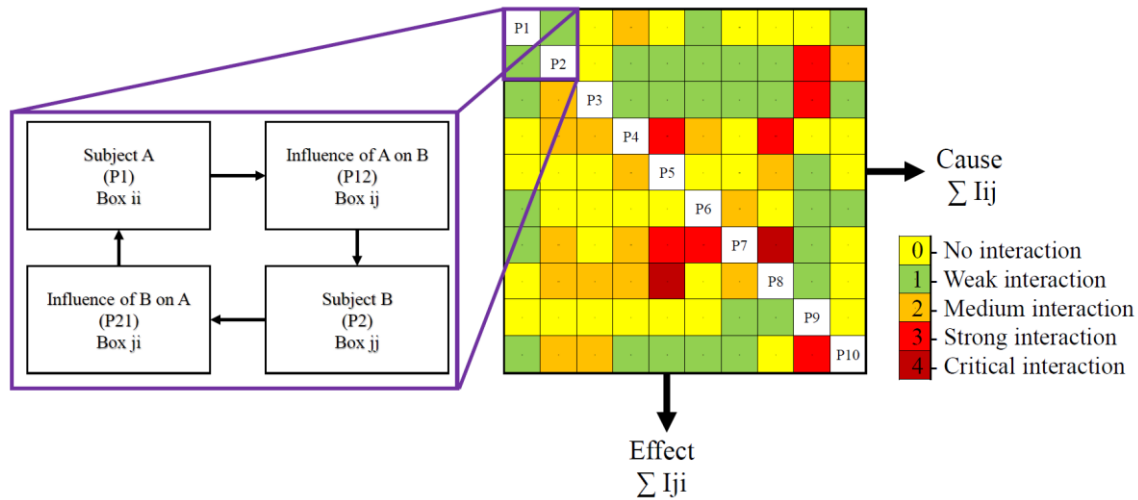 P1
P2
P3
P4
P5
P6
P7
P8
P9
P10
Subject A
(P1)
Box ii
Influence of A on B
(P12)
Box ij
Influence of B on A
(P21)
Box ji
Subject B
(P2)
Box jj
Cause
∑ Iij
0 - No interaction
1 - Weak interaction
2 - Medium interaction
3 - Strong interaction
4 - Critical interaction
Effect
∑ Iji